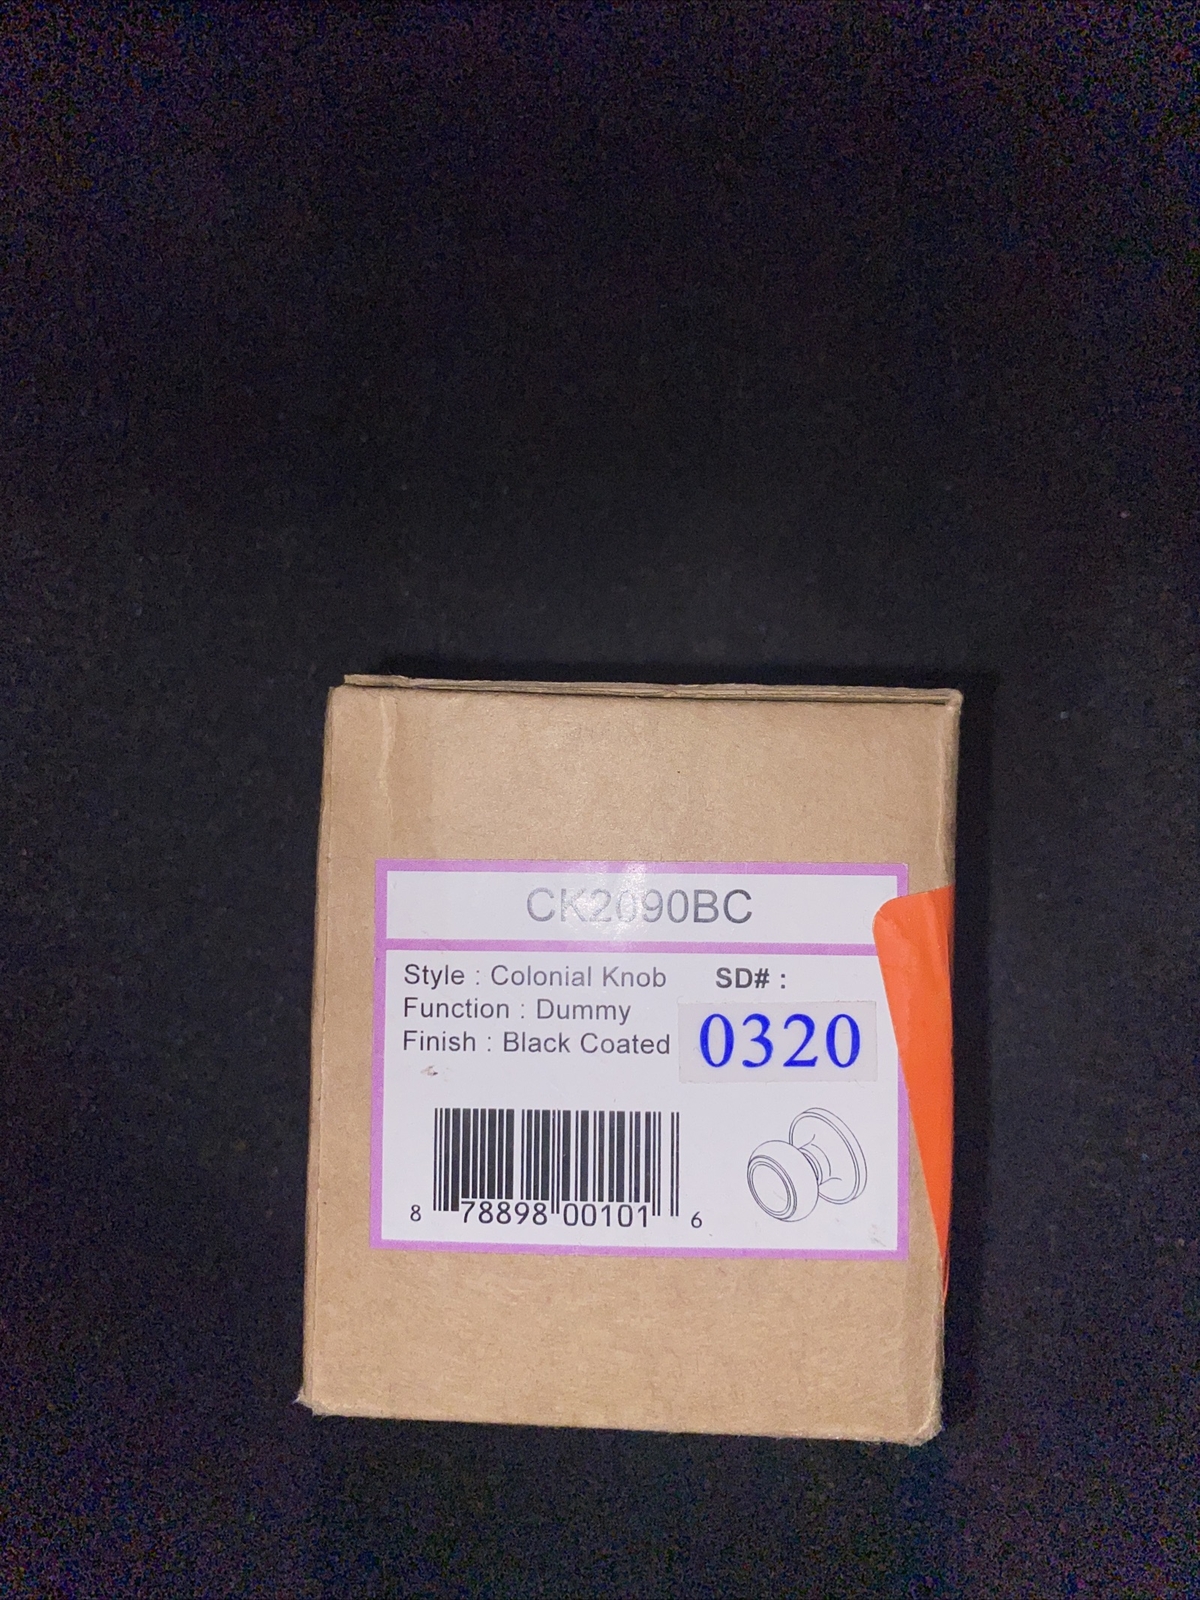 CK2090BC
Style : Colonial Knob
SD# :
Function : Dummy
Finish : Black Coated
0320
8 78898 00101 6